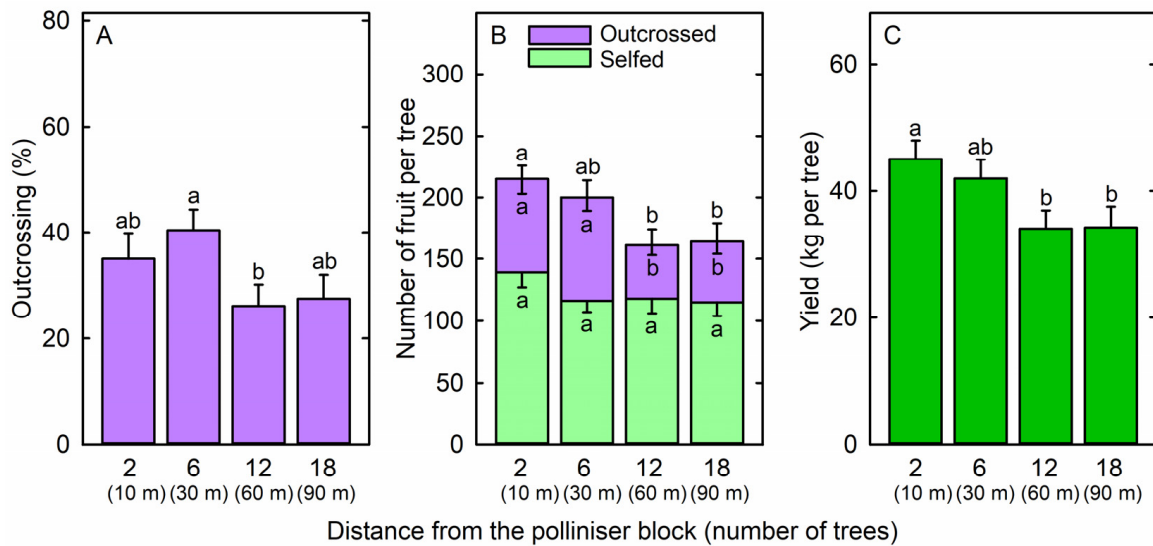 A
Outcrossing (%)
80
60
40
20
0
ab
a
b
ab
2 6 12 18
(10 m) (30 m) (60 m) (90 m)
B
Outcrossed
Selfed
Number of fruit per tree
300
250
200
150
100
50
0
a ab b b
a a b b
a a a a
2 6 12 18
(10 m) (30 m) (60 m) (90 m)
C
Yield (kg per tree)
60
40
20
0
a ab b b
2 6 12 18
(10 m) (30 m) (60 m) (90 m)
Distance from the polliniser block (number of trees)